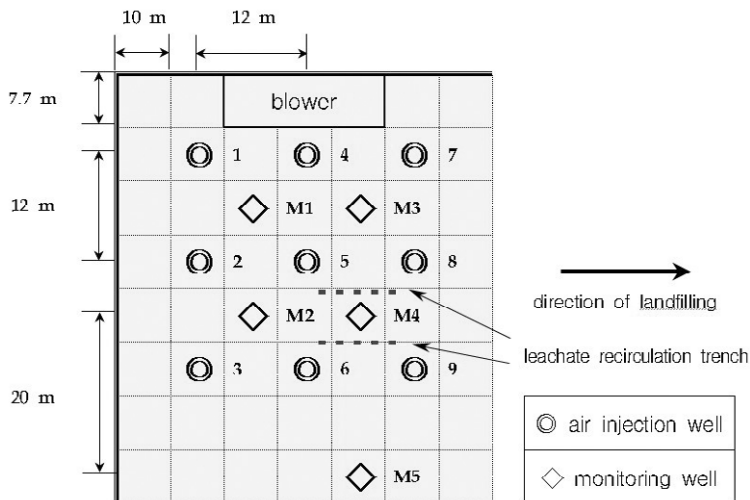 10 m
12 m
7.7 m
blower
1 4 7
12 m
M1 M3
2 5 8
direction of landfilling
M2 M4
leachate recirculation trench
3 6 9
20 m
air injection well
M5
monitoring well